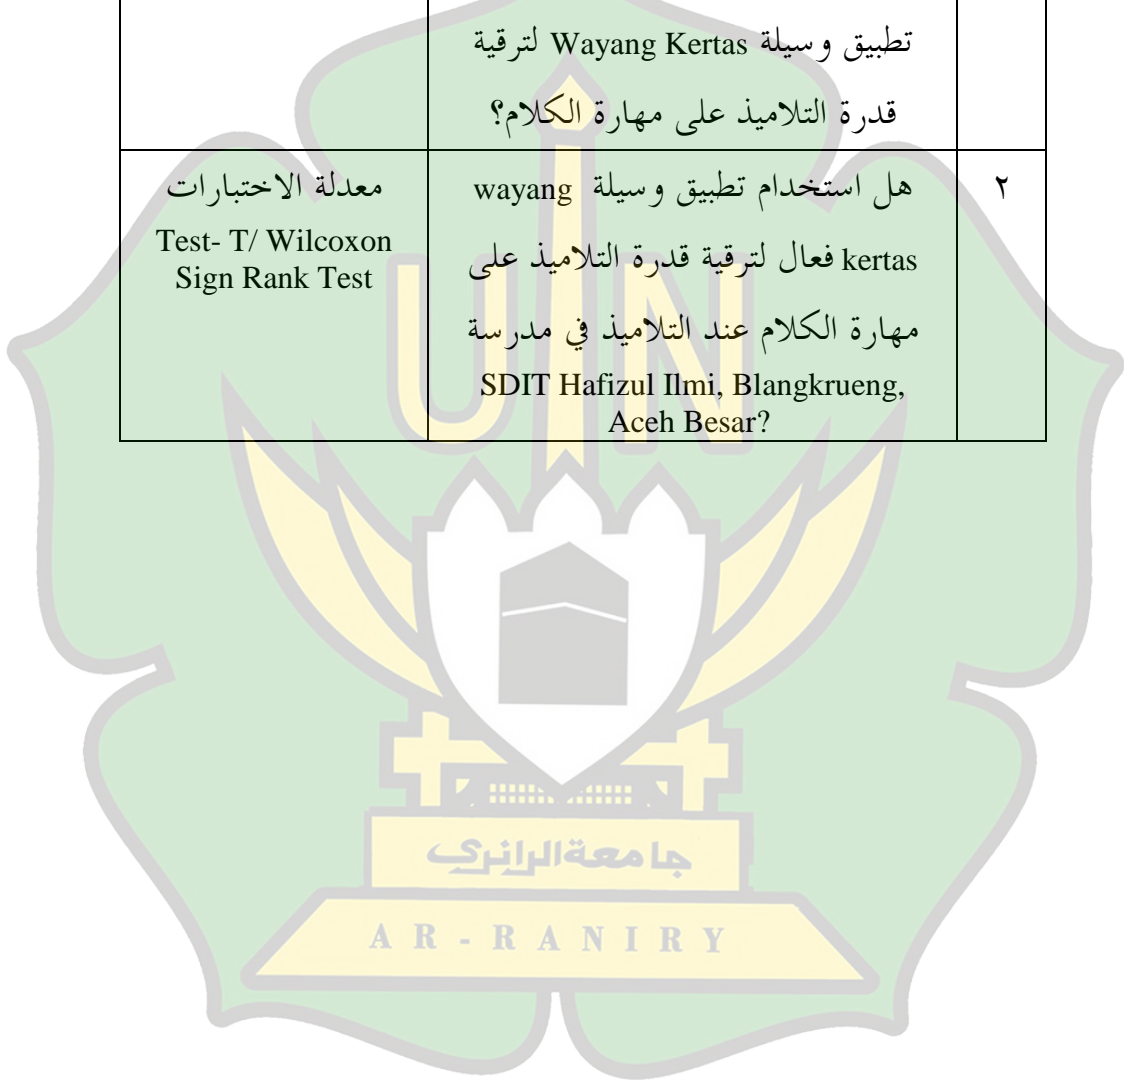 تطبيق وسيلة Wayang Kertas لترقية
قدرة التلاميذ على مهارة الكلام؟
٢
هل استخدام تطبيق وسيلة wayang
kertas فعال لترقية قدرة التلاميذ على
مهارة الكلام عند التلاميذ في مدرسة
SDIT Hafizul Ilmi, Blangkrueng,
Aceh Besar?
معدلة الاختبارات
Test- T/ Wilcoxon
Sign Rank Test
UIN
جامعة الرانري
AR-RANIRY